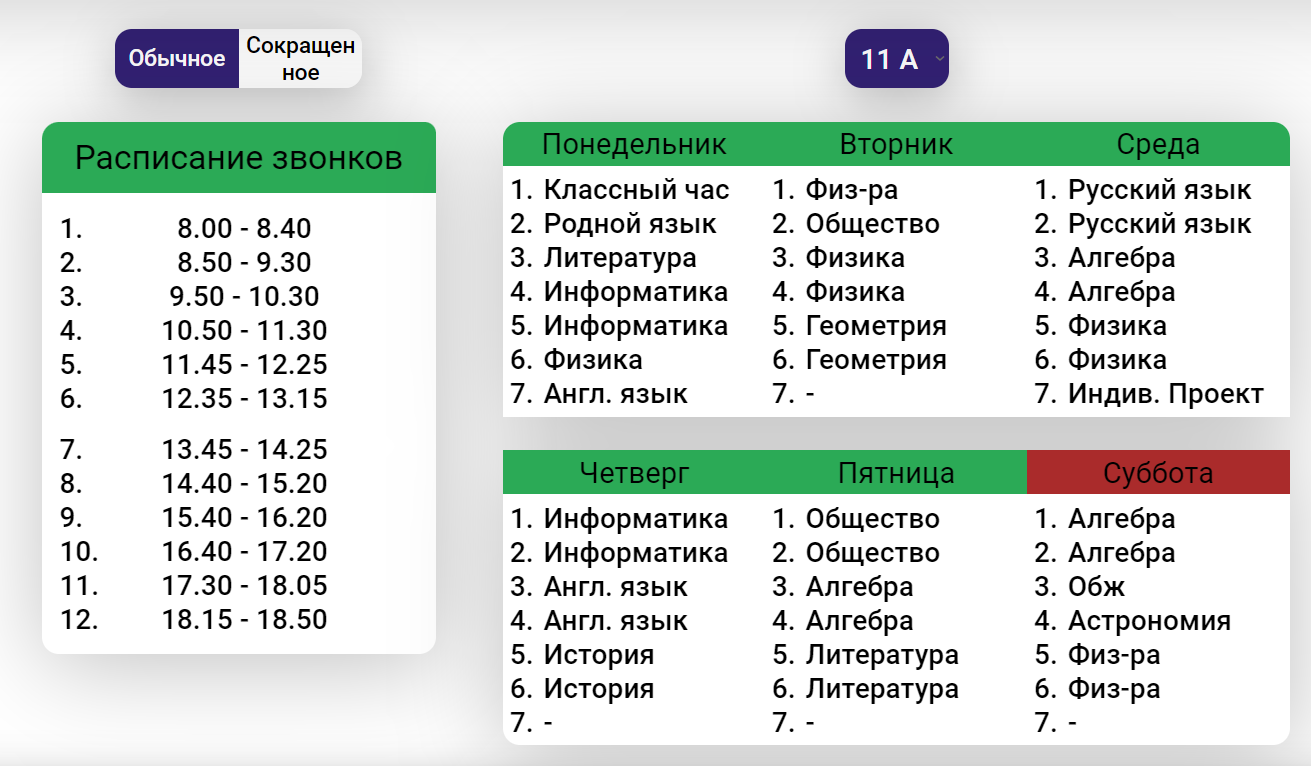 Обычное
Сокращен
ное
11 А
Расписание звонков
1. 8.00 - 8.40
2. 8.50 - 9.30
3. 9.50 - 10.30
4. 10.50 - 11.30
5. 11.45 - 12.25
6. 12.35 - 13.15
7. 13.45 - 14.25
8. 14.40 - 15.20
9. 15.40 - 16.20
10. 16.40 - 17.20
11. 17.30 - 18.05
12. 18.15 - 18.50
Понедельник
1. Классный час
2. Родной язык
3. Литература
4. Информатика
5. Информатика
6. Физика
7. Англ. язык
Вторник
1. Физ-ра
2. Общество
3. Физика
4. Физика
5. Геометрия
6. Геометрия
7. -
Среда
1. Русский язык
2. Русский язык
3. Алгебра
4. Алгебра
5. Физика
6. Физика
7. Индив. Проект
Четверг
1. Информатика
2. Информатика
3. Англ. язык
4. Англ. язык
5. История
6. История
7. -
Пятница
1. Общество
2. Общество
3. Алгебра
4. Алгебра
5. Литература
6. Литература
7. -
Суббота
1. Алгебра
2. Алгебра
3. Обж
4. Астрономия
5. Физ-ра
6. Физ-ра
7. -